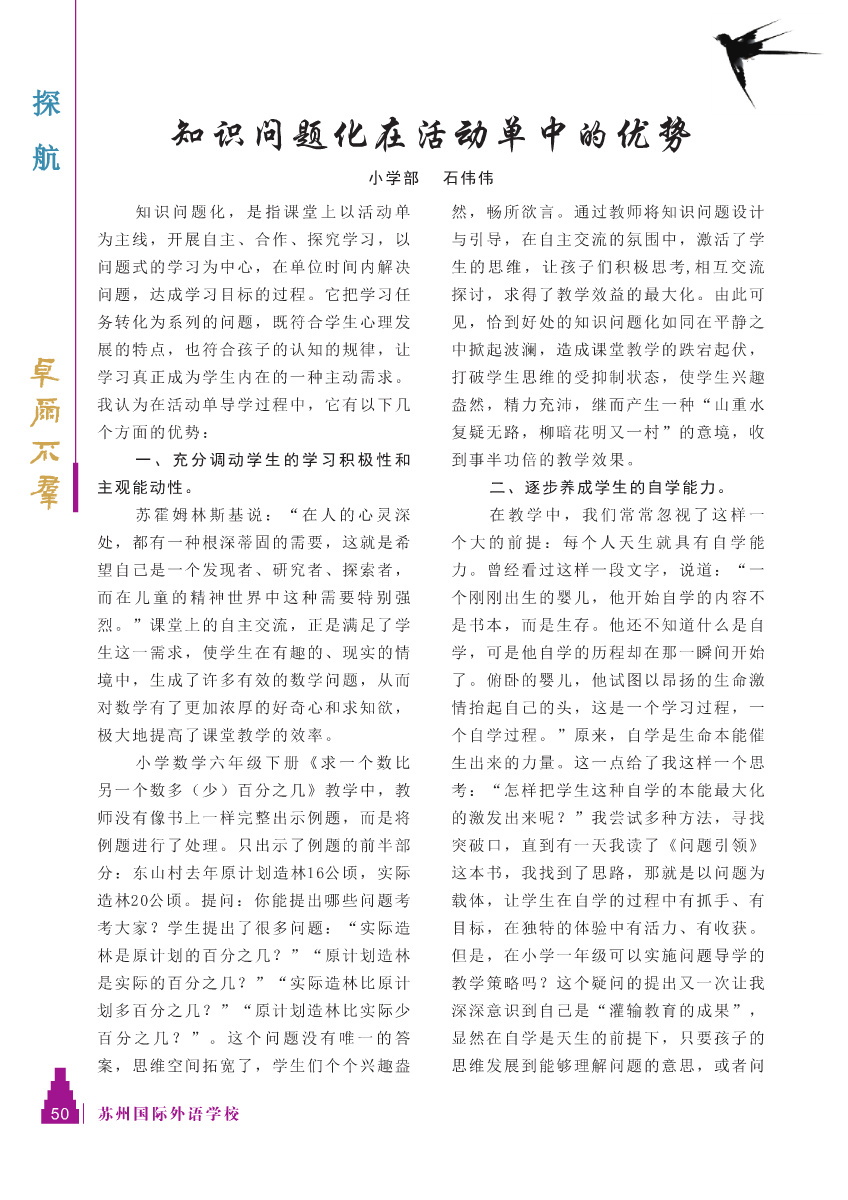 探
航
卓
尔
不
群
知识问题化在活动单中的优势
小学部 石伟伟
知识问题化，是指课堂上以活动单
为主线，开展自主、合作、探究学习，以
问题式的学习为中心，在单位时间内解决
问题，达成学习目标的过程。它把学习任
务转化为系列的问题，既符合学生心理发
展的特点，也符合孩子的认知的规律，让
学习真正成为学生内在的一种主动需求。
我认为在活动单导学过程中，它有以下几
个方面的优势：
一、充分调动学生的学习积极性和
主观能动性。
苏霍姆林斯基说：“在人的心灵深
处，都有一种根深蒂固的需要，这就是希
望自己是一个发现者、研究者、探索者，
而在儿童的精神世界中这种需要特别强
烈。”课堂上的自主交流，正是满足了学
生这一需求，使学生在有趣的、现实的情
境中，生成了许多有效的数学问题，从而
对数学有了更加浓厚的好奇心和求知欲，
极大地提高了课堂教学的效率。
小学数学六年级下册《求一个数比
另一个数多（少）百分之几》教学中，教
师没有像书上一样完整出示例题，而是将
例题进行了处理。只出示了例题的前半部
分：东山村去年原计划造林16公顷，实际
造林20公顷。提问：你能提出哪些问题考
考大家？学生提出了很多问题：“实际造
林是原计划的百分之几？”“原计划造林
是实际的百分之几？”“实际造林比原计
划多百分之几？”“原计划造林比实际少
百分之几？”。这个问题没有唯一的答
案，思维空间拓宽了，学生们个个兴趣盎
然，畅所欲言。通过教师将知识问题设计
与引导，在自主交流的氛围中，激活了学
生的思维，让孩子们积极思考,相互交流
探讨，求得了教学效益的最大化。由此可
见，恰到好处的知识问题化如同在平静之
中掀起波澜，造成课堂教学的跌宕起伏，
打破学生思维的受抑制状态，使学生兴趣
盎然，精力充沛，继而产生一种“山重水
复疑无路，柳暗花明又一村”的意境，收
到事半功倍的教学效果。
二、逐步养成学生的自学能力。
在教学中，我们常常忽视了这样一
个大的前提：每个人天生就具有自学能
力。曾经看过这样一段文字，说道：“一
个刚刚出生的婴儿，他开始自学的内容不
是书本，而是生存。他还不知道什么是自
学，可是他自学的历程却在那一瞬间开始
了。俯卧的婴儿，他试图以昂扬的生命激
情抬起自己的头，这是一个学习过程，一
个自学过程。”原来，自学是生命本能催
生出来的力量。这一点给了我这样一个思
考：“怎样把学生这种自学的本能最大化
的激发出来呢？”我尝试多种方法，寻找
突破口，直到有一天我读了《问题引领》
这本书，我找到了思路，那就是以问题为
载体，让学生在自学的过程中有抓手、有
目标，在独特的体验中有活力、有收获。
但是，在小学一年级可以实施问题导学的
教学策略吗？这个疑问的提出又一次让我
深深意识到自己是“灌输教育的成果”，
显然在自学是天生的前提下，只要孩子的
思维发展到能够理解问题的意思，或者问
50
苏州国际外语学校